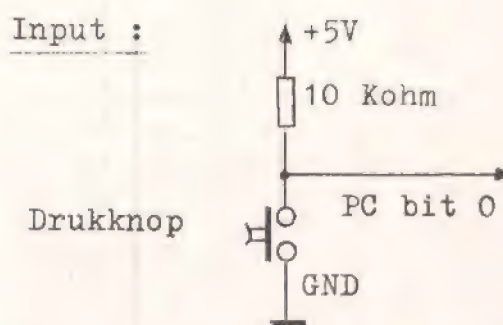 Input :
+5V
10 Kohm
PC bit 0
Drukknop
GND